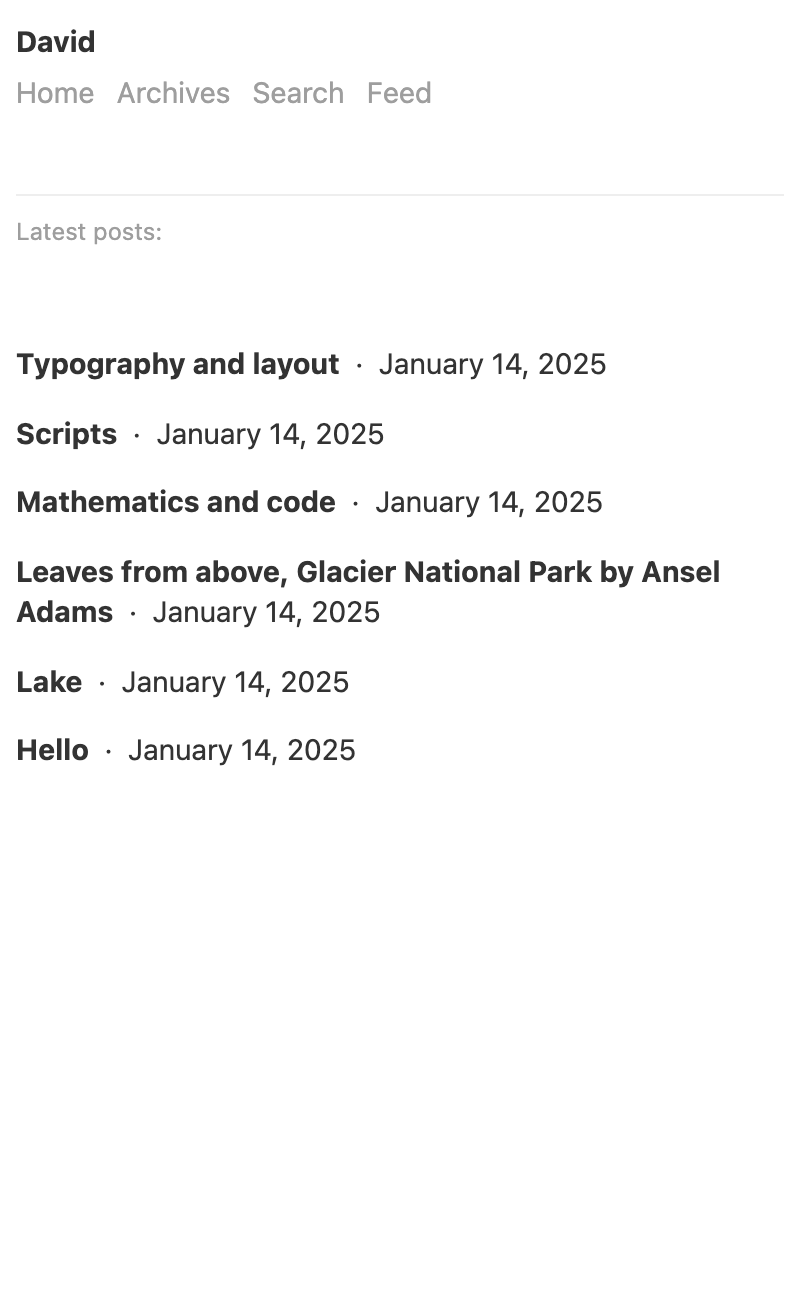 David
Home Archives Search Feed
Latest posts:
Typography and layout · January 14, 2025
Scripts · January 14, 2025
Mathematics and code · January 14, 2025
Leaves from above, Glacier National Park by Ansel
Adams · January 14, 2025
Lake · January 14, 2025
Hello · January 14, 2025